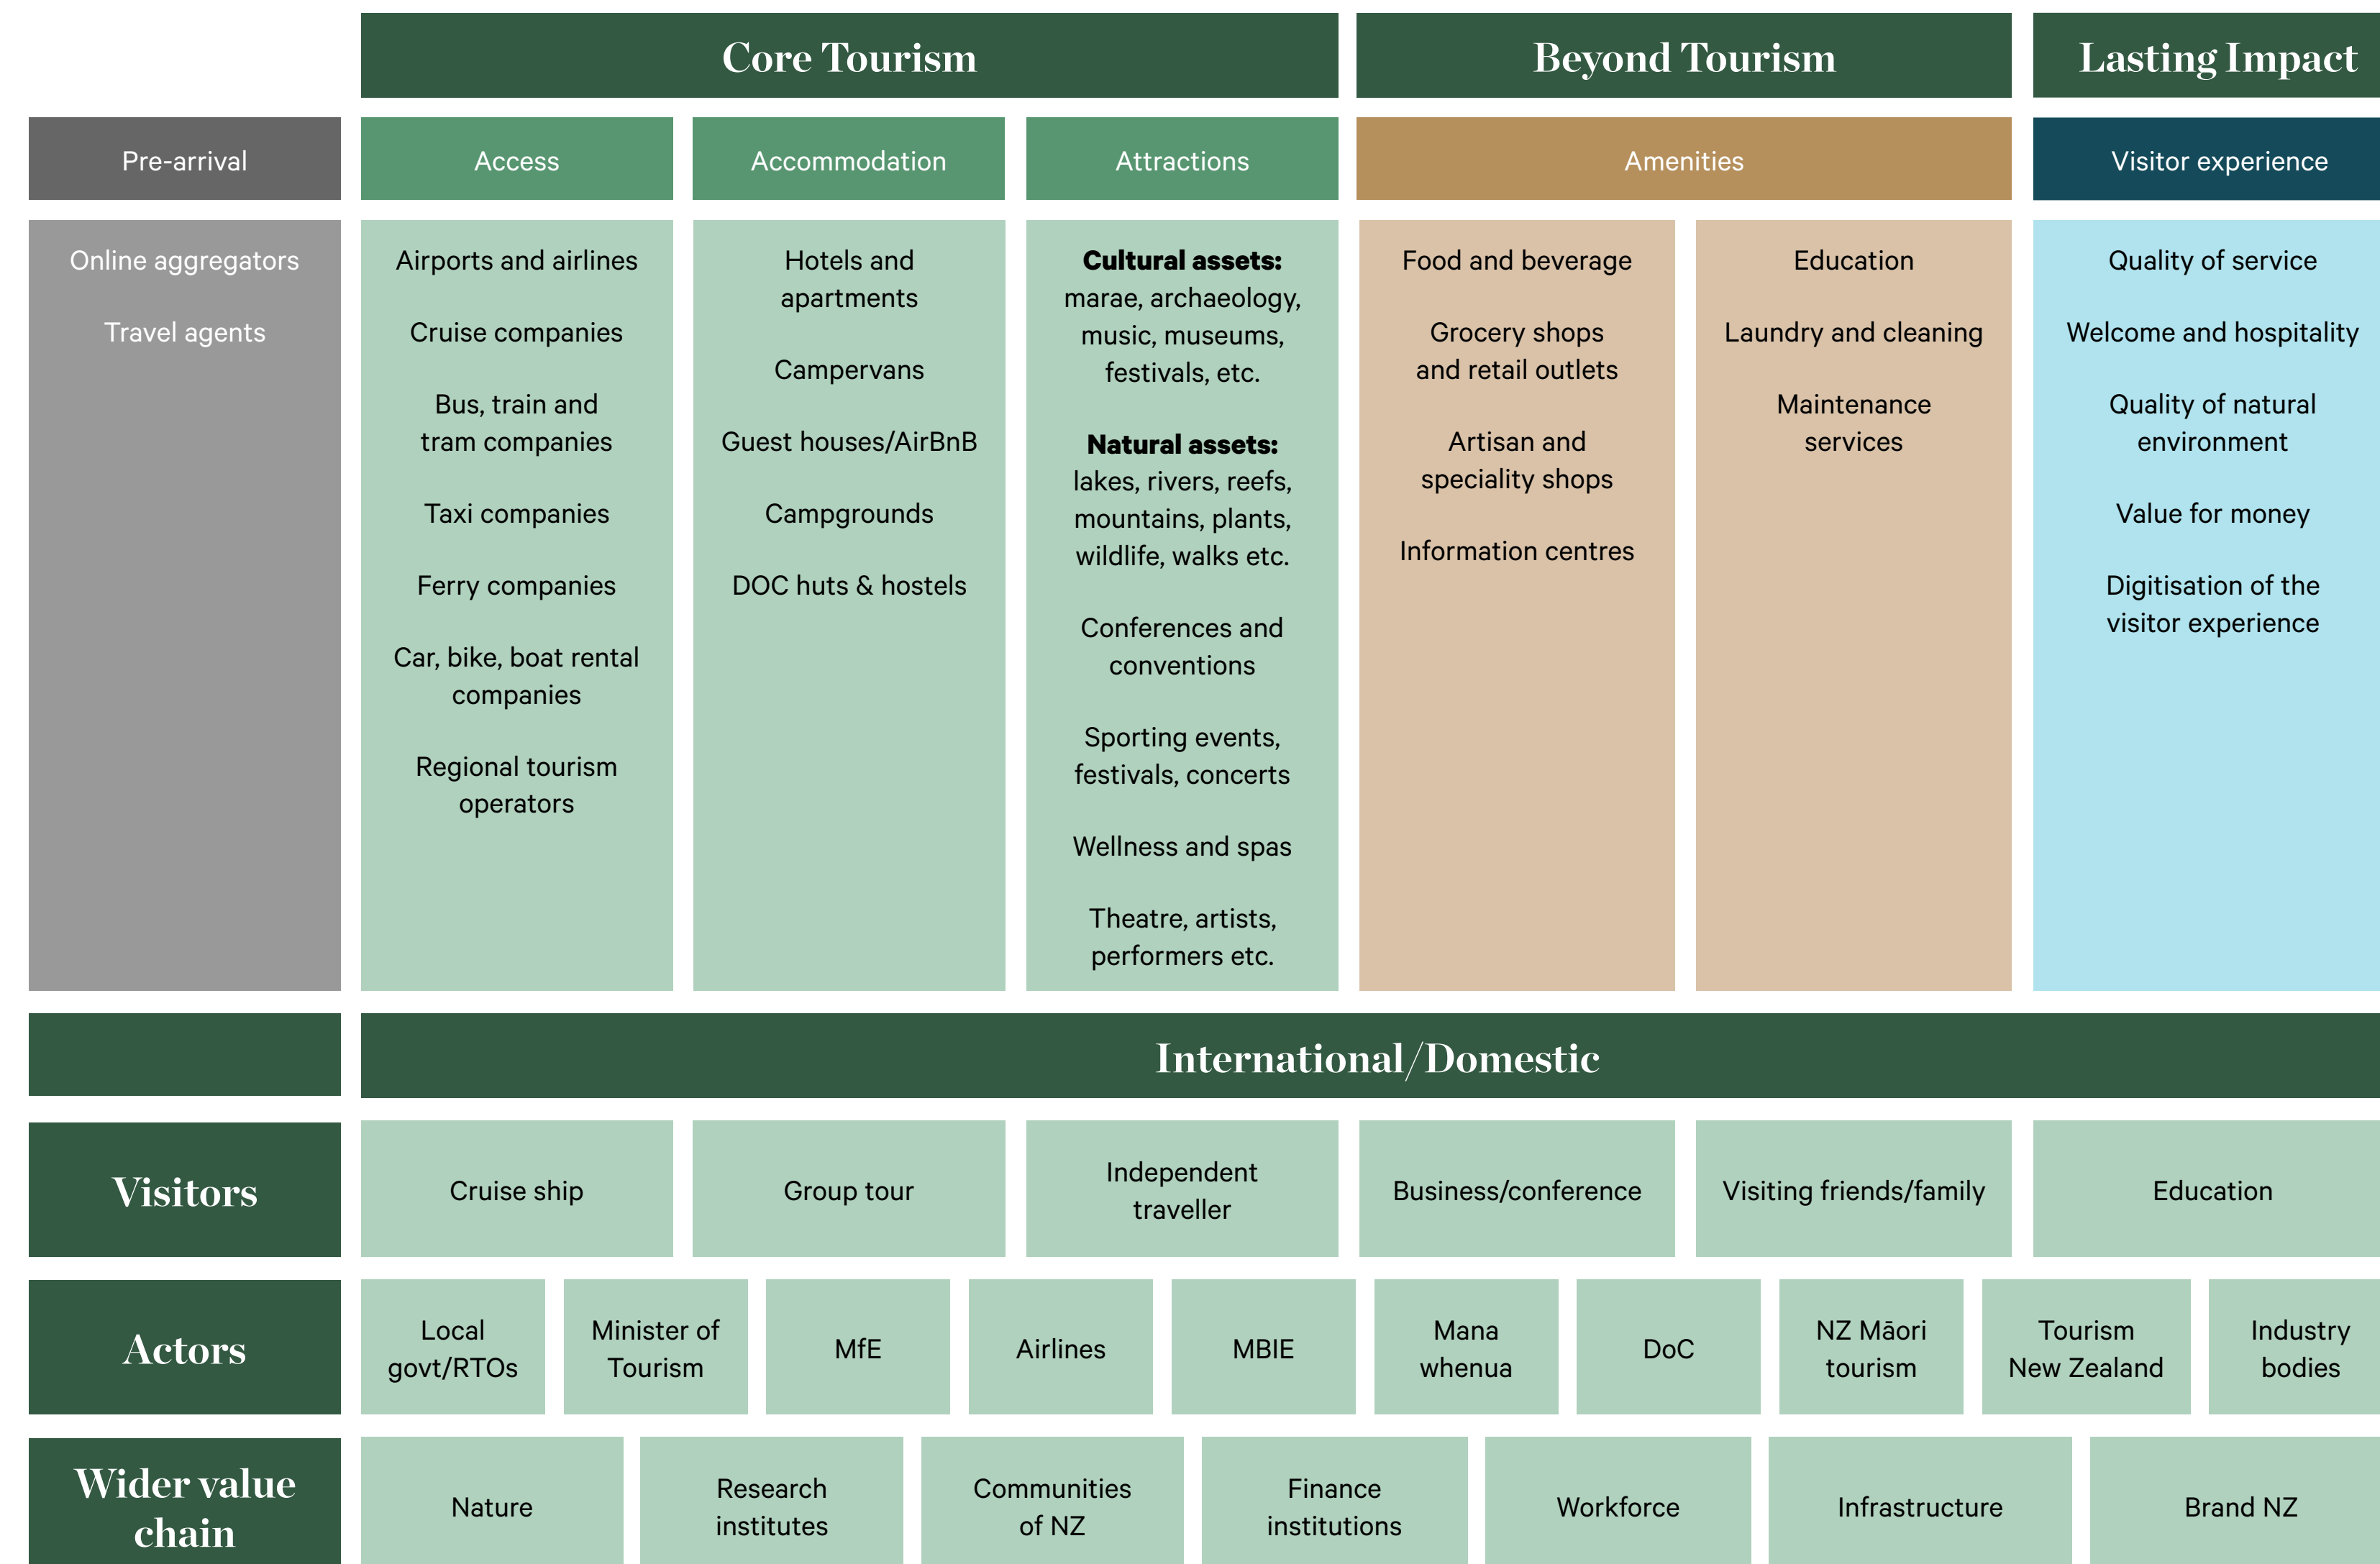 Core Tourism
Beyond Tourism
Lasting Impact
Pre-arrival
Access
Accommodation
Attractions
Amenities
Visitor experience
Online aggregators
Travel agents
Airports and airlines
Cruise companies
Bus, train and
tram companies
Taxi companies
Ferry companies
Car, bike, boat rental
companies
Regional tourism
operators
Hotels and
apartments
Campervans
Guest houses/AirBnB
Campgrounds
DOC huts & hostels
Cultural assets:
marae, archaeology,
music, museums,
festivals, etc.
Natural assets:
lakes, rivers, reefs,
mountains, plants,
wildlife, walks etc.
Conferences and
conventions
Sporting events,
festivals, concerts
Wellness and spas
Theatre, artists,
performers etc.
Food and beverage
Grocery shops
and retail outlets
Artisan and
speciality shops
Information centres
Education
Laundry and cleaning
Maintenance
services
Quality of service
Welcome and hospitality
Quality of natural
environment
Value for money
Digitisation of the
visitor experience
International/Domestic
Visitors
Cruise ship
Group tour
Independent
traveller
Business/conference
Visiting friends/family
Education
Actors
Local
govt/RTOs
Minister of
Tourism
MfE
Airlines
MBIE
Mana
whenua
DoC
NZ Māori
tourism
Tourism
New Zealand
Industry
bodies
Wider value
chain
Nature
Research
institutes
Communities
of NZ
Finance
institutions
Workforce
Infrastructure
Brand NZ